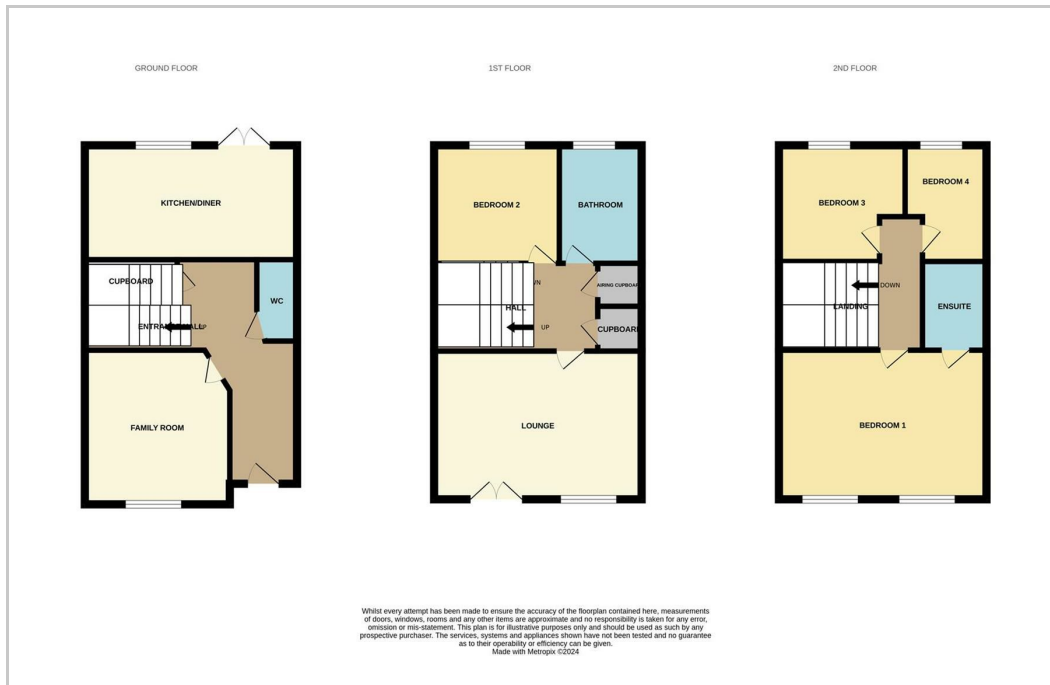 GROUND FLOOR
1ST FLOOR
2ND FLOOR
KITCHEN/DINER
CUPBOARD
WC
UP
FAMILY ROOM
BEDROOM 2
BATHROOM
AIRING CUPBOARD
HALL
UP
CUPBOARD
LOUNGE
BEDROOM 3
BEDROOM 4
DOWN
LANDING
ENSUITE
BEDROOM 1
Whilst every attempt has been made to ensure the accuracy of the floorplan contained here, measurements
of doors, windows, rooms and any other items are approximate and no responsibility is taken for any error,
omission or mis-statement. This plan is for illustrative purposes only and should be used as such by any
prospective purchaser. The services, systems and appliances shown have not been tested and no guarantee
as to their operability or efficiency can be given.
Made with Metropix ©2024